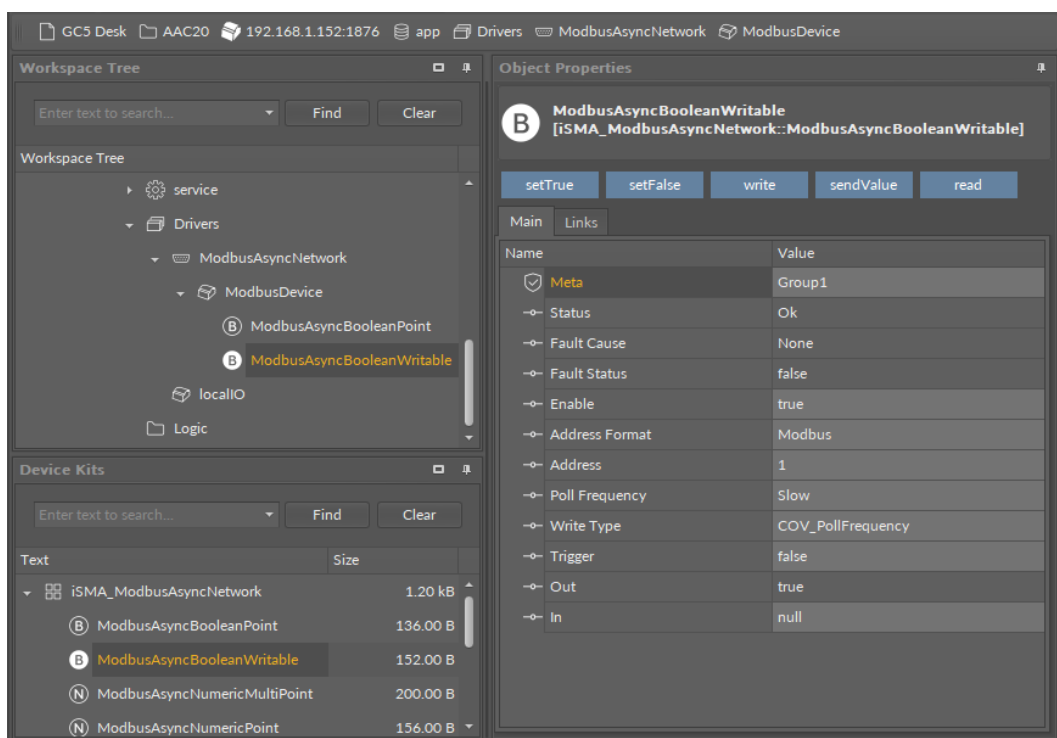 GC5 Desk AAC20 192.168.1.152:1876 app Drivers ModbusAsyncNetwork ModbusDevice
Workspace Tree
Enter text to search... Find Clear
Workspace Tree
service
Drivers
ModbusAsyncNetwork
ModbusDevice
B ModbusAsyncBooleanPoint
B ModbusAsyncBooleanWritable
localIO
Logic
Device Kits
Enter text to search... Find Clear
Text Size
iSMA_ModbusAsyncNetwork 1.20 kB
B ModbusAsyncBooleanPoint 136.00 B
B ModbusAsyncBooleanWritable 152.00 B
N ModbusAsyncNumericMultiPoint 200.00 B
N ModbusAsyncNumericPoint 156.00 B
Object Properties
B ModbusAsyncBooleanWritable
[iSMA_ModbusAsyncNetwork::ModbusAsyncBooleanWritable]
setTrue setFalse write sendValue read
Main Links
Name Value
Meta Group1
Status Ok
Fault Cause None
Fault Status false
Enable true
Address Format Modbus
Address 1
Poll Frequency Slow
Write Type COV_PollFrequency
Trigger false
Out true
In null